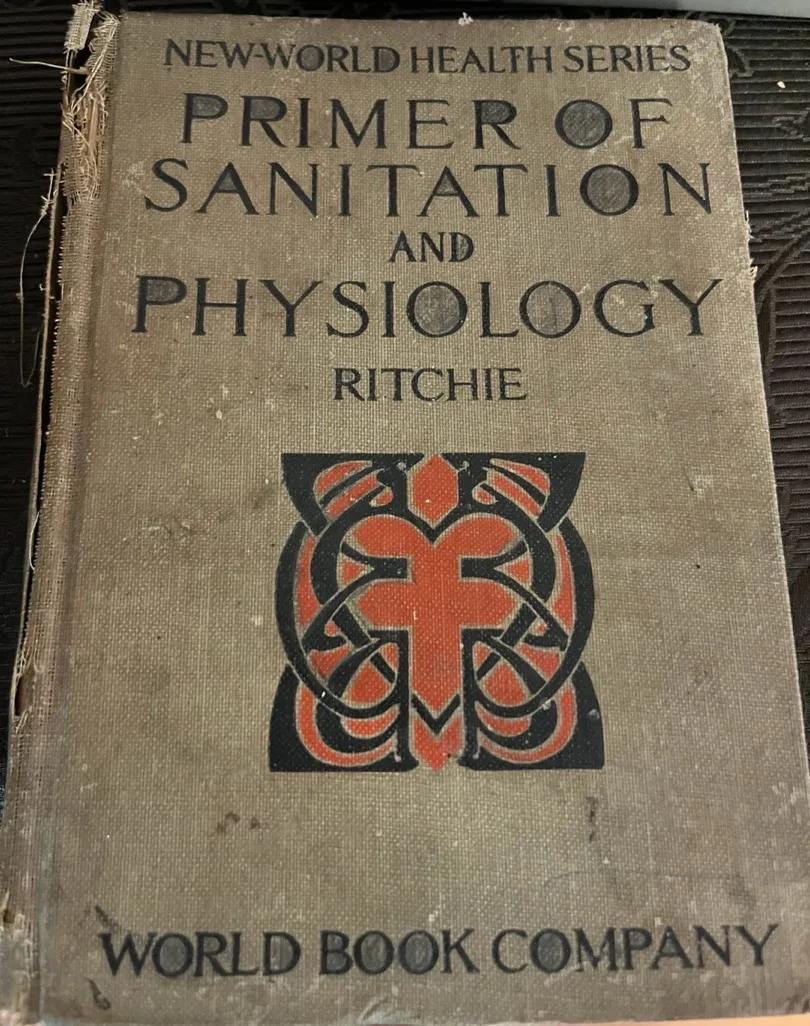 NEW-WORLD HEALTH SERIES
PRIMER OF
SANITATION
AND
PHYSIOLOGY
RITCHIE
WORLD BOOK COMPANY